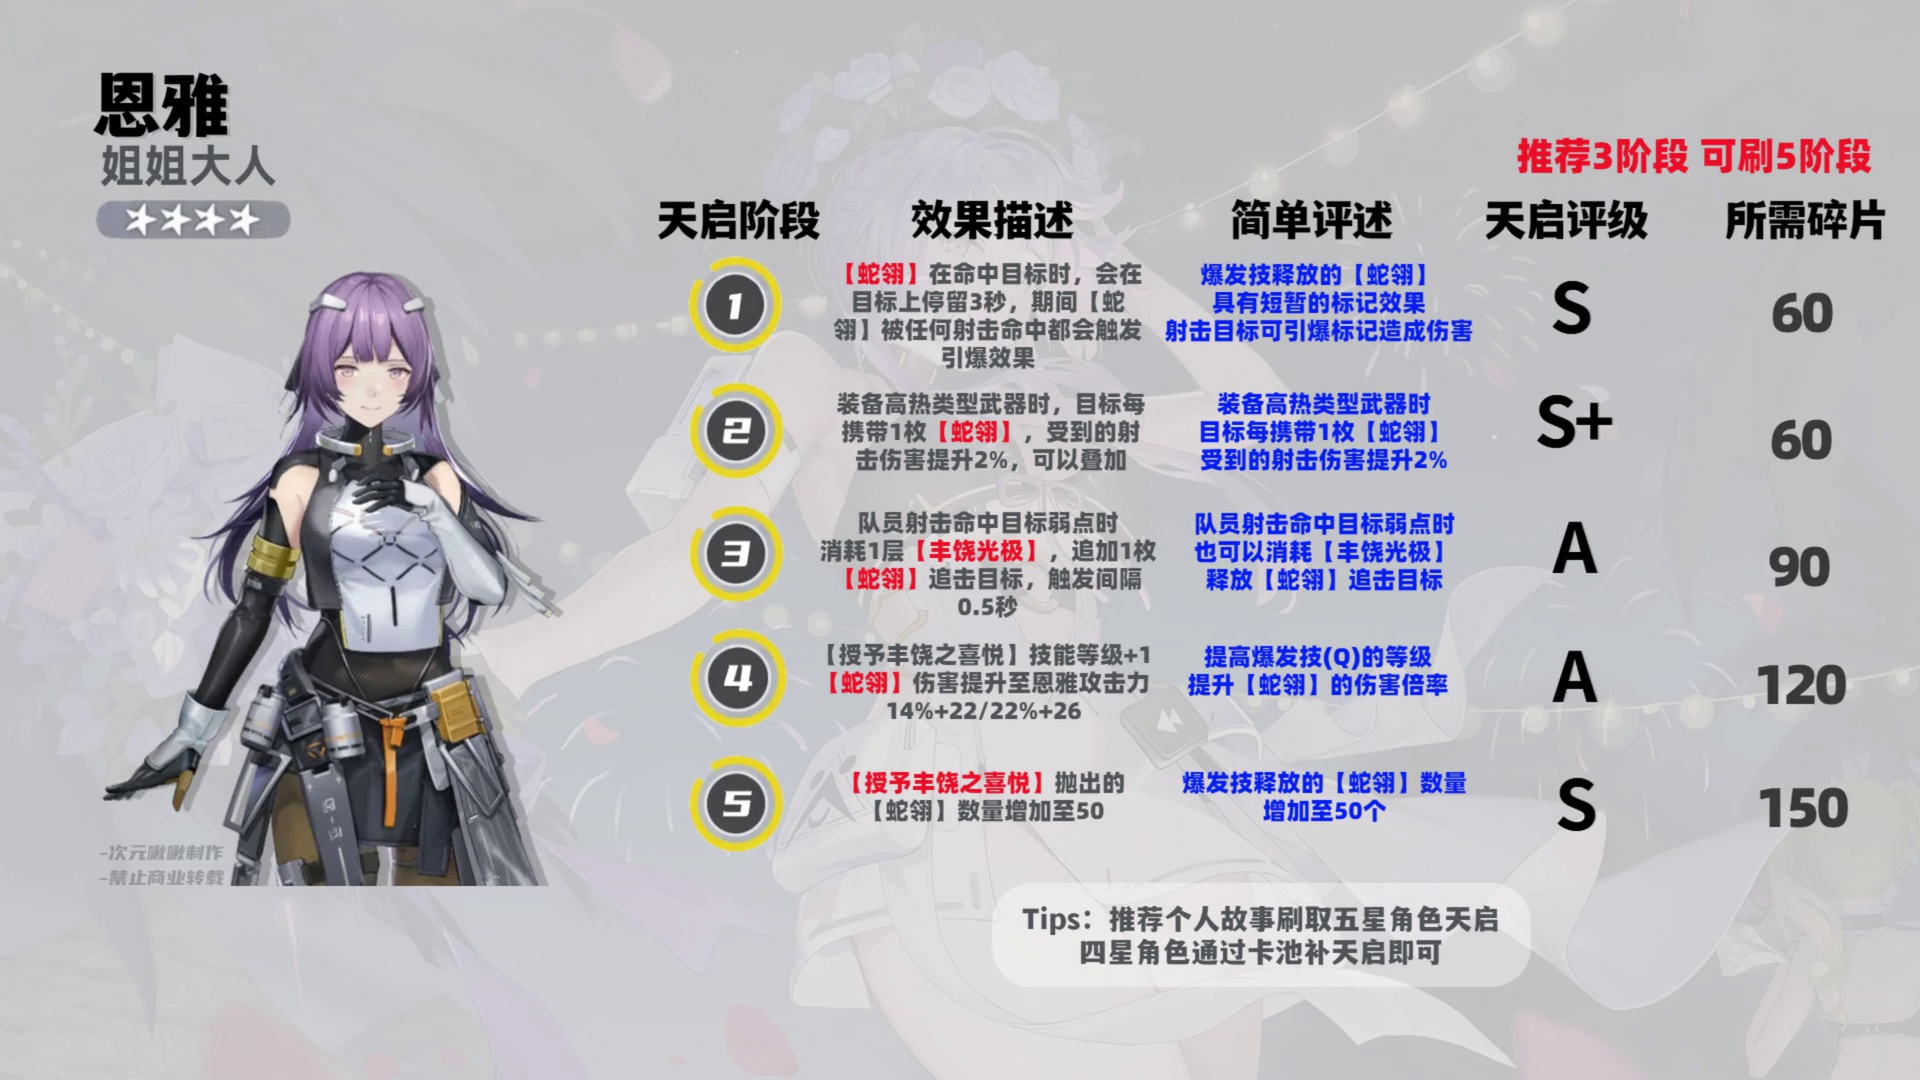 恩雅
姐姐大人
推荐3阶段 可刷5阶段
天启阶段 效果描述 简单评述 天启评级 所需碎片
1
【蛇翎】在命中目标时，会在
目标上停留3秒，期间【蛇
翎】被任何射击命中都会触发
引爆效果
爆发技释放的【蛇翎】
具有短暂的标记效果
射击目标可引爆标记造成伤害
S
60
2
装备高热类型武器时，目标每
携带1枚【蛇翎】，受到的射
击伤害提升2%，可以叠加
装备高热类型武器时
目标每携带1枚【蛇翎】
受到的射击伤害提升2%
S+
60
3
队员射击命中目标弱点时
消耗1层【丰饶光极】，追加1枚
【蛇翎】追击目标，触发间隔
0.5秒
队员射击命中目标弱点时
也可以消耗【丰饶光极】
释放【蛇翎】追击目标
A
90
4
【授予丰饶之喜悦】技能等级+1
【蛇翎】伤害提升至恩雅攻击力
14%+22/22%+26
提高爆发技(Q)的等级
提升【蛇翎】的伤害倍率
A
120
5
【授予丰饶之喜悦】抛出的
【蛇翎】数量增加至50
爆发技释放的【蛇翎】数量
增加至50个
S
150
-次元啾啾制作
-禁止商业转载
Tips：推荐个人故事刷取五星角色天启
四星角色通过卡池补天启即可